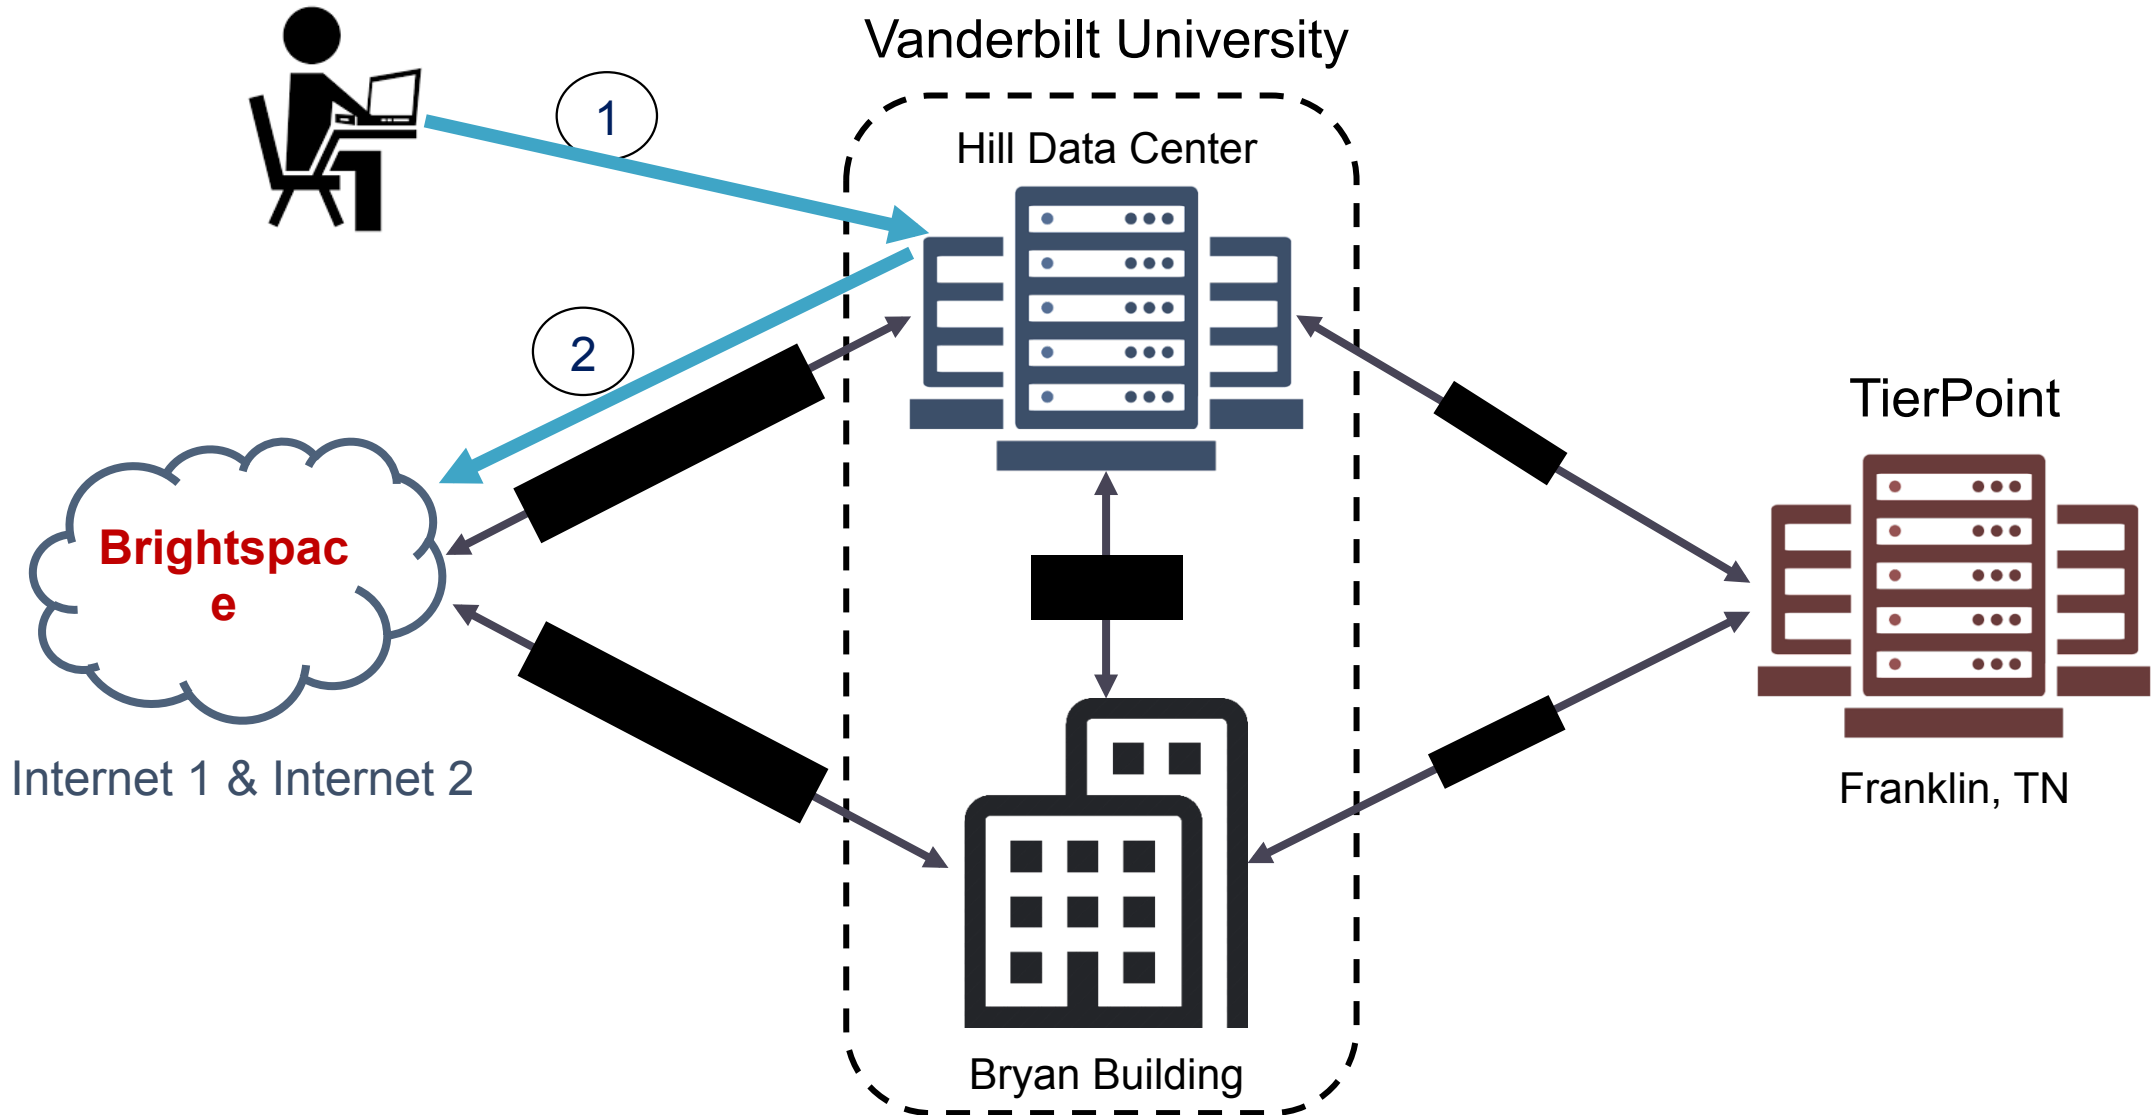 Vanderbilt University
1
Hill Data Center
2
TierPoint
Brightspac
e
Internet 1 & Internet 2
Franklin, TN
Bryan Building